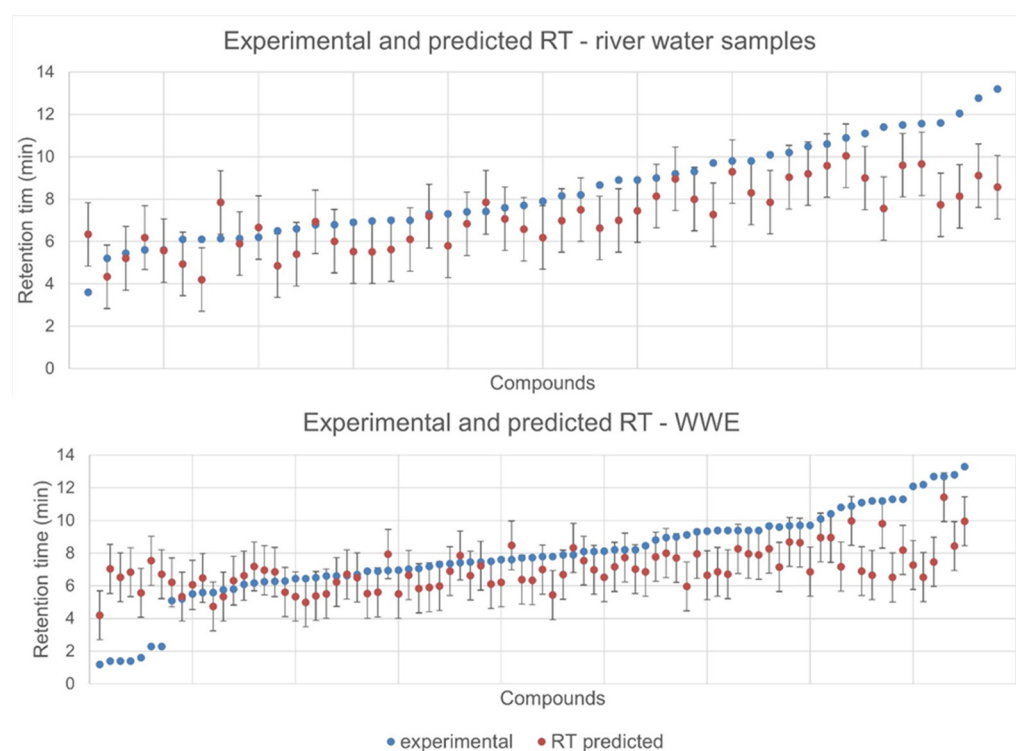 Experimental and predicted RT - river water samples
Retention tim (min)
14
12
10
8
6
4
2
0
Compounds
Experimental and predicted RT - WWE
Retention time (min)
14
12
10
8
6
4
2
0
Compounds
experimental RT predicted